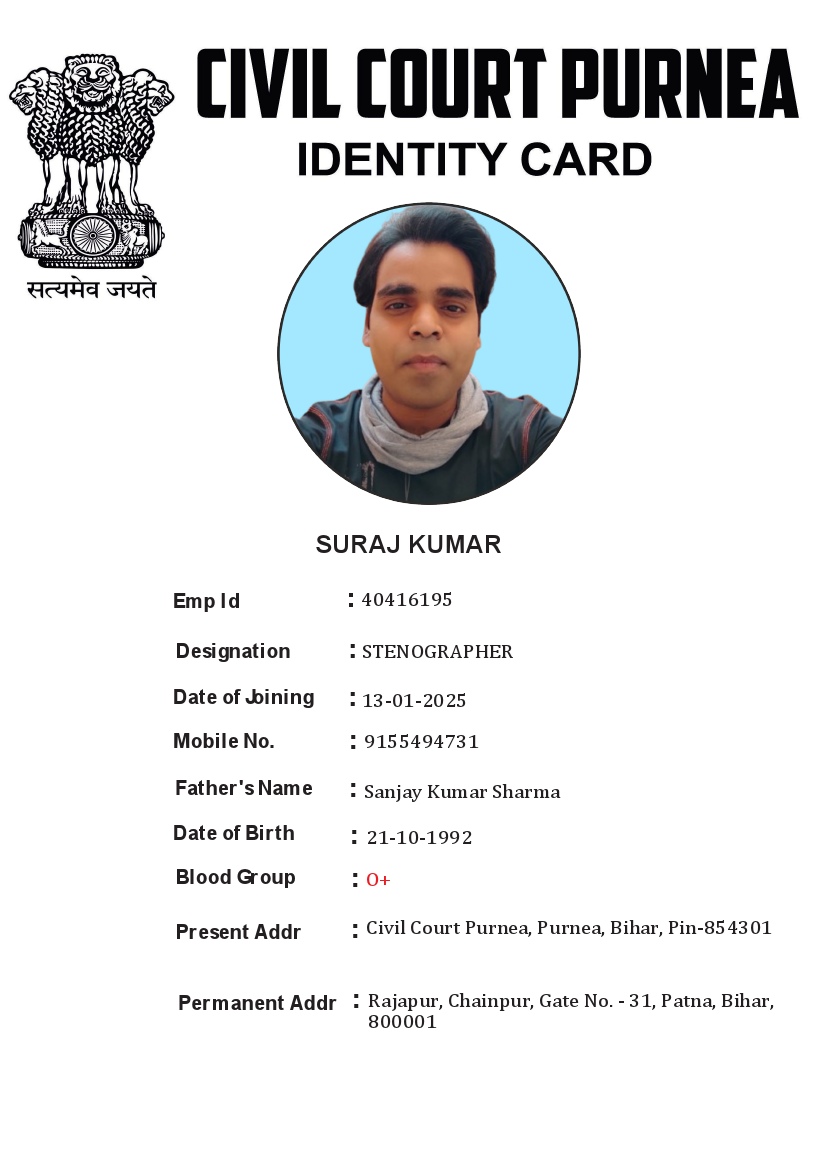 CIVIL COURT PURNEA
IDENTITY CARD
सत्यमेव जयते
SURAJ KUMAR
Emp Id : 40416195
Designation : STENOGRAPHER
Date of Joining : 13-01-2025
Mobile No. : 9155494731
Father's Name : Sanjay Kumar Sharma
Date of Birth : 21-10-1992
Blood Group : O+
Present Addr : Civil Court Purnea, Purnea, Bihar, Pin-854301
Permanent Addr : Rajapur, Chainpur, Gate No. - 31, Patna, Bihar,
800001